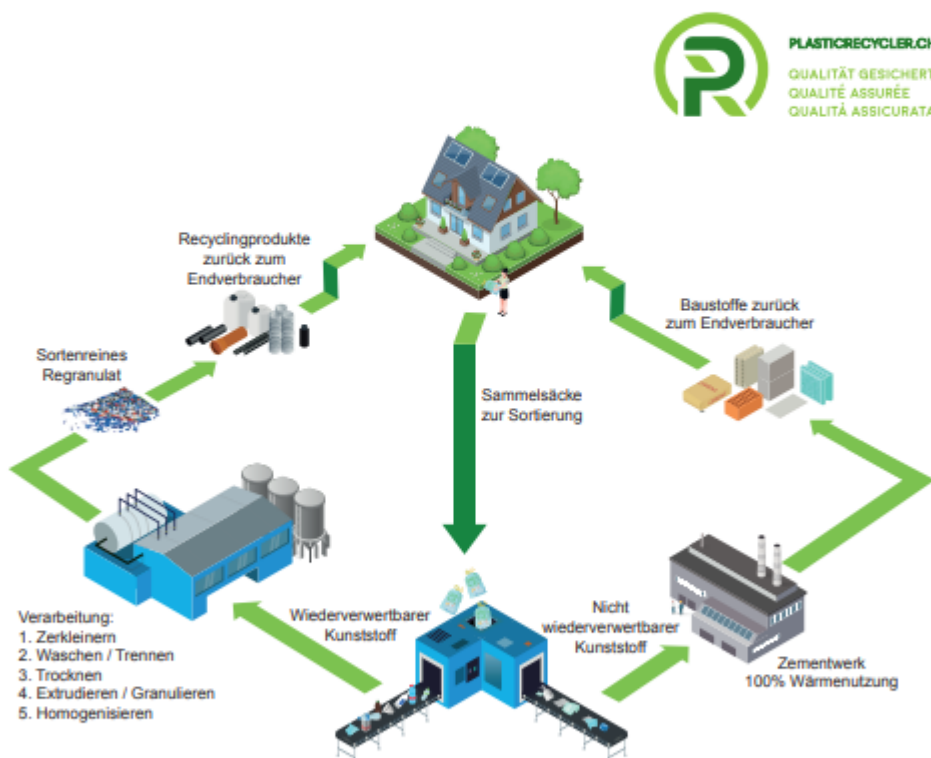 PLASTICRECYCLER.CH
QUALITÄT GESICHERT
QUALITÉ ASSURÉE
QUALITÁ ASSICURATA
Recyclingprodukte
zurück zum
Endverbraucher
Baustoffe zurück
zum Endverbraucher
Sortenreines
Regranulat
Sammelsäcke
zur Sortierung
Wiederverwertbarer
Kunststoff
Nicht
wiederverwertbarer
Kunststoff
Verarbeitung:
1. Zerkleinern
2. Waschen / Trennen
3. Trocknen
4. Extrudieren / Granulieren
5. Homogenisieren
Zementwerk
100% Wärmenutzung